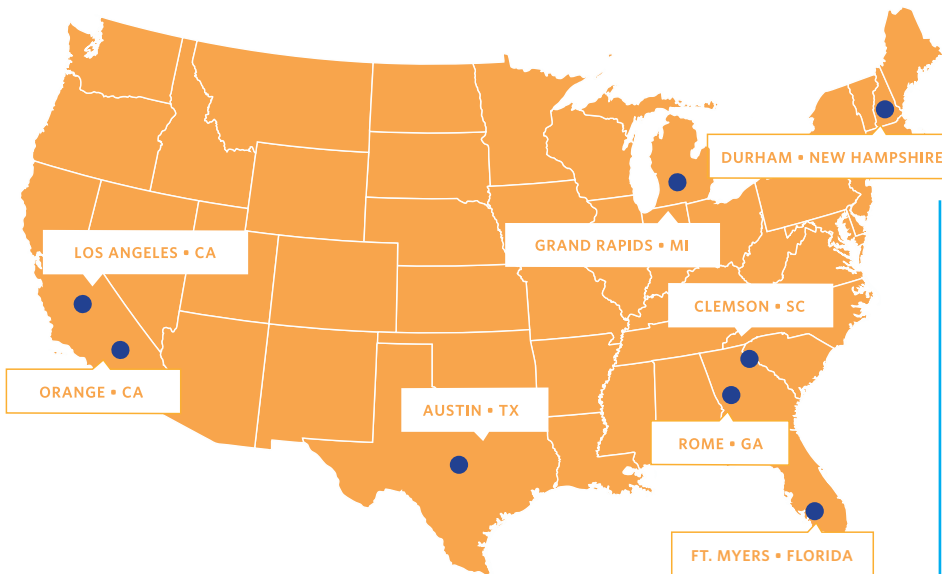 DURHAM ▪ NEW HAMPSHIRE
GRAND RAPIDS ▪ MI
LOS ANGELES ▪ CA
CLEMSON ▪ SC
ORANGE ▪ CA
AUSTIN ▪ TX
ROME ▪ GA
FT. MYERS ▪ FLORIDA